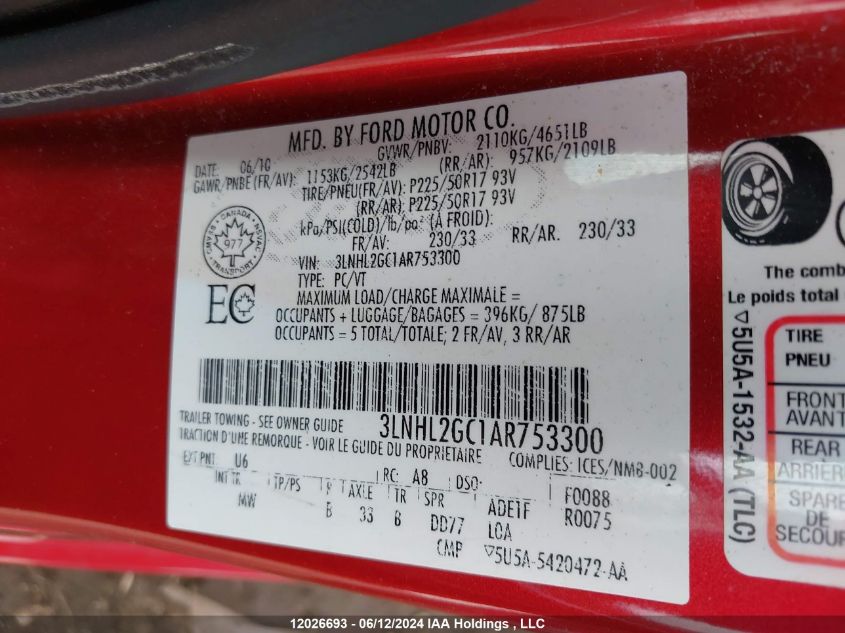 MFD. BY FORD MOTOR CO.
DATE: 06/10 GVWR/PNBV: 2110KG/4651LB
GAWR/PNBE (FR/AV): 1153KG/2542LB (RR/AR): 957KG/2109LB
TIRE/PNEU(FR/AV): P225/50R17 93V
(RR/AR): P225/50R17 93V
kPa/PSI(COLD)/lb/po² (À FROID):
FR/AV: 230/33 RR/AR. 230/33
VIN: 3LNHL2GC1AR753300
TYPE: PC/VT
MAXIMUM LOAD/CHARGE MAXIMALE =
OCCUPANTS + LUGGAGE/BAGAGES = 396KG/ 875LB
OCCUPANTS = 5 TOTAL/TOTALE; 2 FR/AV, 3 RR/AR
CANADA
977
TRANSPORT
EC
3LNHL2GC1AR753300
TRAILER TOWING - SEE OWNER GUIDE
TRACTION D'UNE REMORQUE - VOIR LE GUIDE DU PROPRIETAIRE
COMPLIES: ICES/NMB-002
EXT PNT: U6 RC: A8 DSO:
INT TR TP/PS R AXLE TR SPR ADE1F F0088
MW B 33 B DD77 LOA R0075
CMP ▽5U5A-5420472-AA
The comb
Le poids total
▽5U5A-1532-AA (TLC)
TIRE
PNEU
FRONT
AVANT
REAR
ARRIÈRE
SPARE
DE
SECOUR
12026693 - 06/12/2024 IAA Holdings , LLC